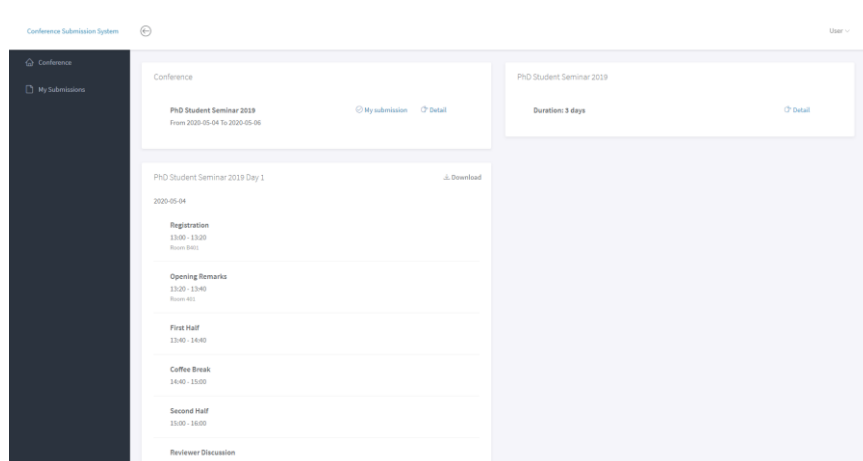 Conference Submission System
User
Conference
My Submissions
Conference
PhD Student Seminar 2019
My submission
Detail
From 2020-05-04 To 2020-05-06
PhD Student Seminar 2019
Duration: 3 days
Detail
PhD Student Seminar 2019 Day 1
Download
2020-05-04
Registration
13:00 - 13:20
Room B401
Opening Remarks
13:20 - 13:40
Room 401
First Half
13:40 - 14:40
Coffee Break
14:40 - 15:00
Second Half
15:00 - 16:00
Reviewer Discussion